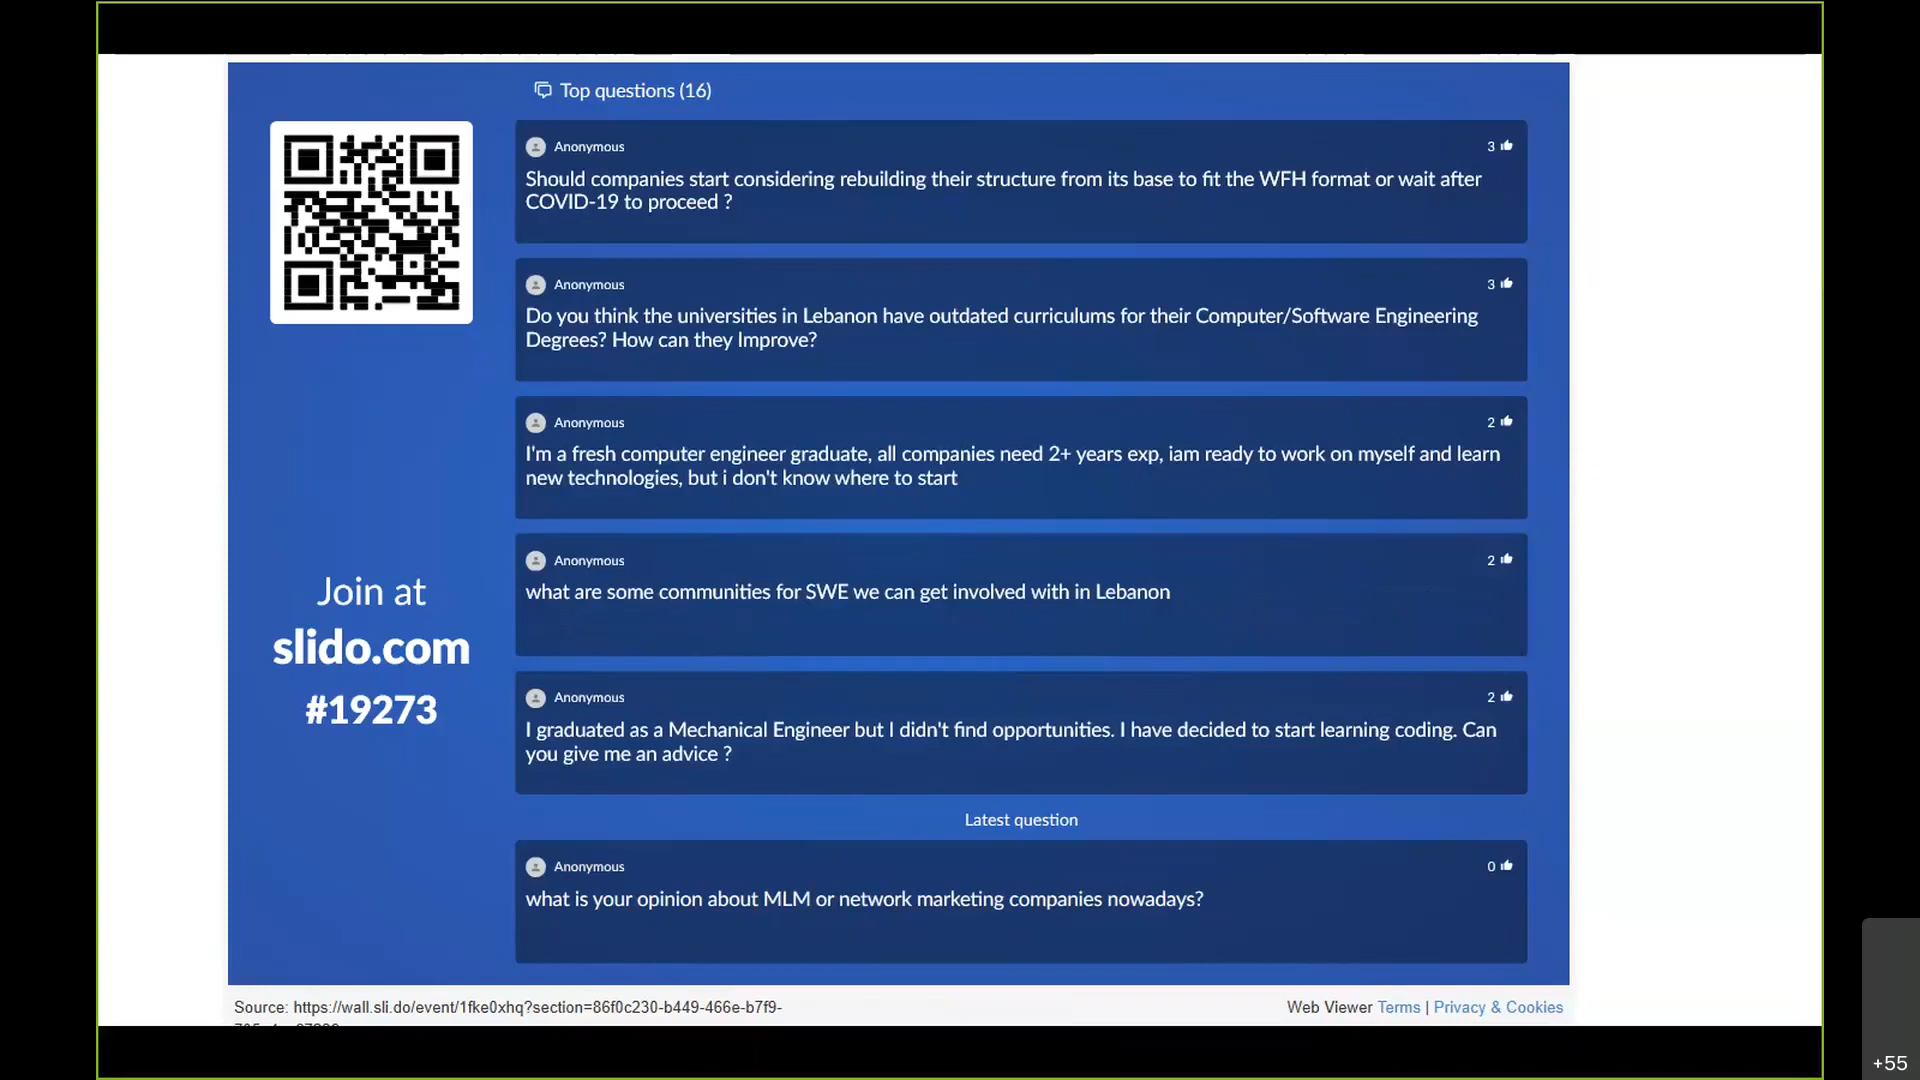 Top questions (16)
Anonymous
3
Should companies start considering rebuilding their structure from its base to fit the WFH format or wait after
COVID-19 to proceed ?
Anonymous
3
Do you think the universities in Lebanon have outdated curriculums for their Computer/Software Engineering
Degrees? How can they Improve?
Anonymous
2
I'm a fresh computer engineer graduate, all companies need 2+ years exp, iam ready to work on myself and learn
new technologies, but i don't know where to start
Anonymous
2
what are some communities for SWE we can get involved with in Lebanon
Anonymous
2
I graduated as a Mechanical Engineer but I didn't find opportunities. I have decided to start learning coding. Can
you give me an advice ?
Latest question
Anonymous
0
what is your opinion about MLM or network marketing companies nowadays?
Join at
slido.com
#19273
Source: https://wall.sli.do/event/1fke0xhq?section=86f0c230-b449-466e-b7f9-
Web Viewer Terms | Privacy & Cookies
+55